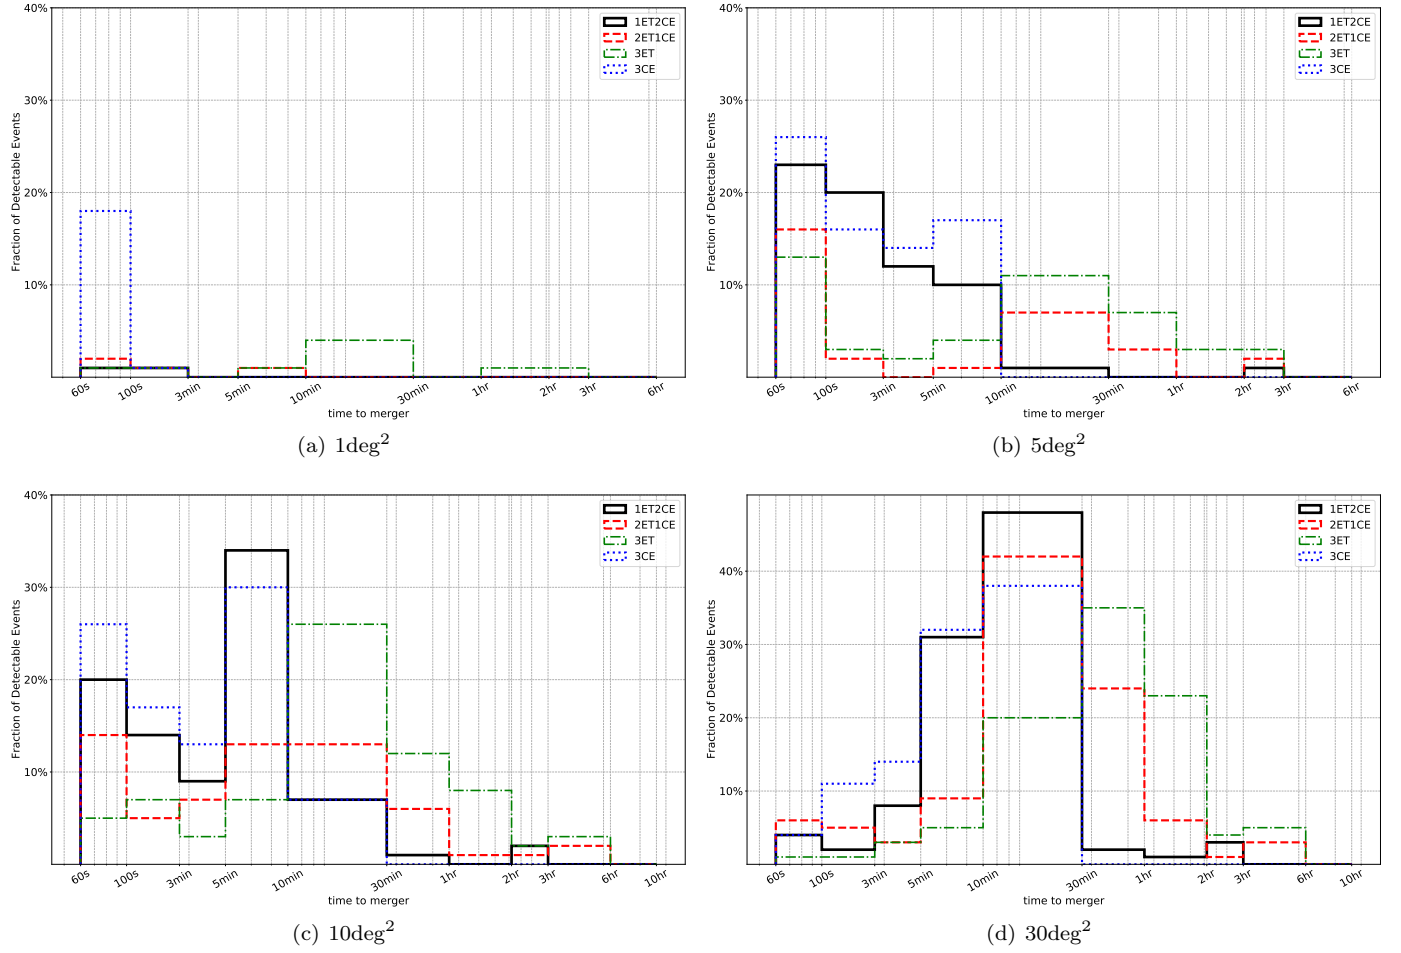 40%
30%
20%
10%
Fraction of Detectable Events
1ET2CE
2ET1CE
3ET
3CE
60s 100s 3min 5min 10min 30min 1hr 2hr 3hr 6hr
time to merger
(a) 1deg²
40%
30%
20%
10%
Fraction of Detectable Events
1ET2CE
2ET1CE
3ET
3CE
60s 100s 3min 5min 10min 30min 1hr 2hr 3hr 6hr
time to merger
(b) 5deg²
40%
30%
20%
10%
Fraction of Detectable Events
1ET2CE
2ET1CE
3ET
3CE
60s 100s 3min 5min 10min 30min 1hr 2hr 3hr 6hr 10hr
time to merger
(c) 10deg²
40%
30%
20%
10%
Fraction of Detectable Events
1ET2CE
2ET1CE
3ET
3CE
60s 100s 3min 5min 10min 30min 1hr 2hr 3hr 6hr 10hr
time to merger
(d) 30deg²